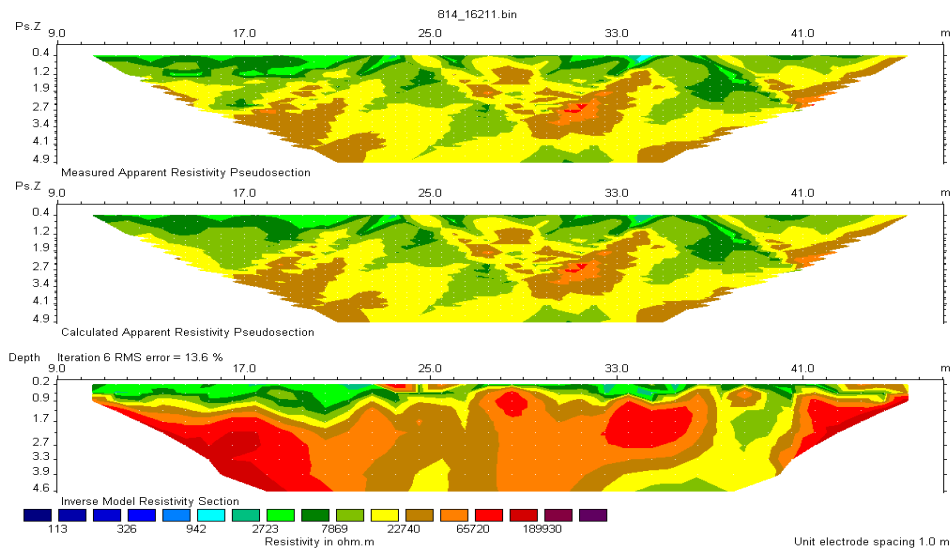 814_16211.bin
Ps.Z
9.0 17.0 25.0 33.0 41.0 m
0.4
1.2
1.9
2.7
3.4
4.1
4.9
Measured Apparent Resistivity Pseudosection
Ps.Z
9.0 17.0 25.0 33.0 41.0 m
0.4
1.2
1.9
2.7
3.4
4.1
4.9
Calculated Apparent Resistivity Pseudosection
Depth Iteration 6 RMS error = 13.6 %
9.0 17.0 25.0 33.0 41.0 m
0.2
0.9
1.7
2.7
3.3
3.9
4.6
Inverse Model Resistivity Section
113 326 942 2723 7869 22740 65720 189930
Resistivity in ohm.m
Unit electrode spacing 1.0 m